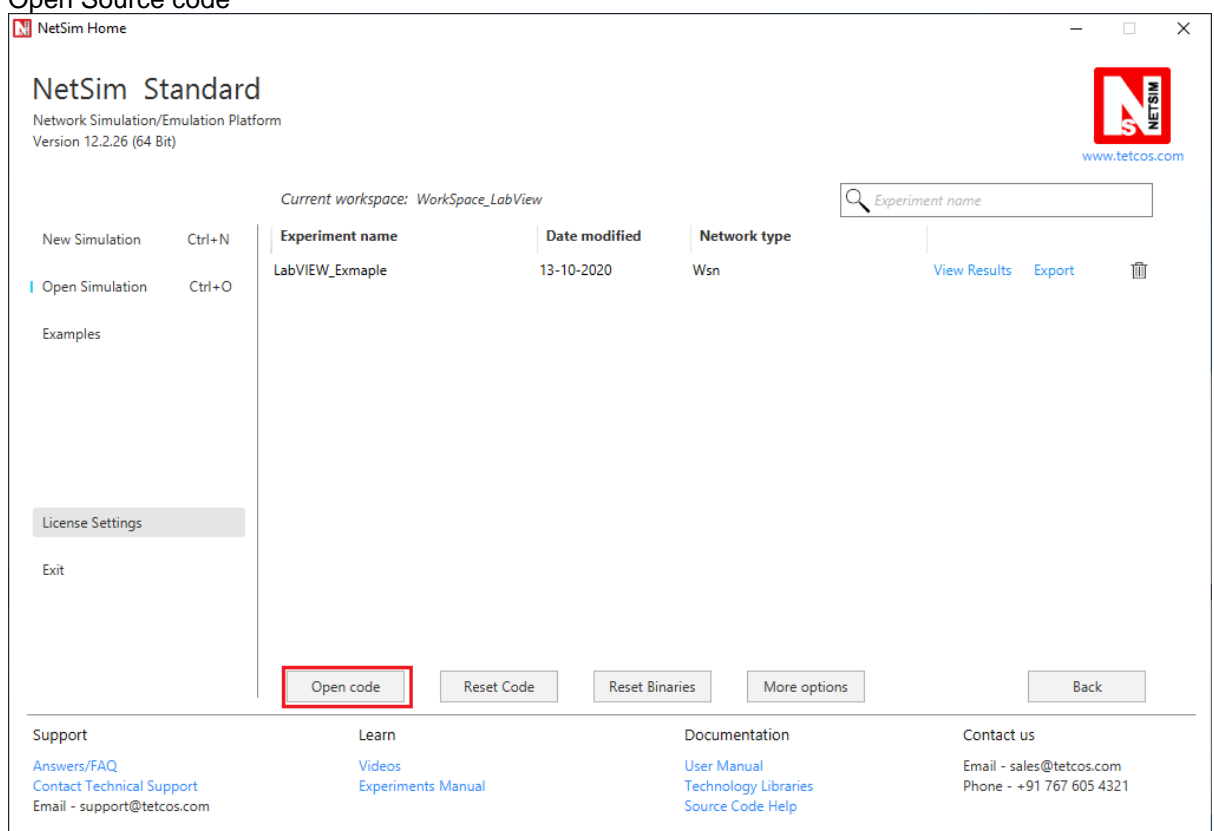 Open Source code
NetSim Home
NetSim Standard
Network Simulation/Emulation Platform
Version 12.2.26 (64 Bit)
NS NETSIM
www.tetcos.com
Current workspace: WorkSpace_LabView
Experiment name
New Simulation Ctrl+N
Open Simulation Ctrl+O
Examples
License Settings
Exit
Experiment name Date modified Network type
LabVIEW_Exmaple 13-10-2020 Wsn View Results Export
Open code Reset Code Reset Binaries More options Back
Support
Answers/FAQ
Contact Technical Support
Email - support@tetcos.com
Learn
Videos
Experiments Manual
Documentation
User Manual
Technology Libraries
Source Code Help
Contact us
Email - sales@tetcos.com
Phone - +91 767 605 4321